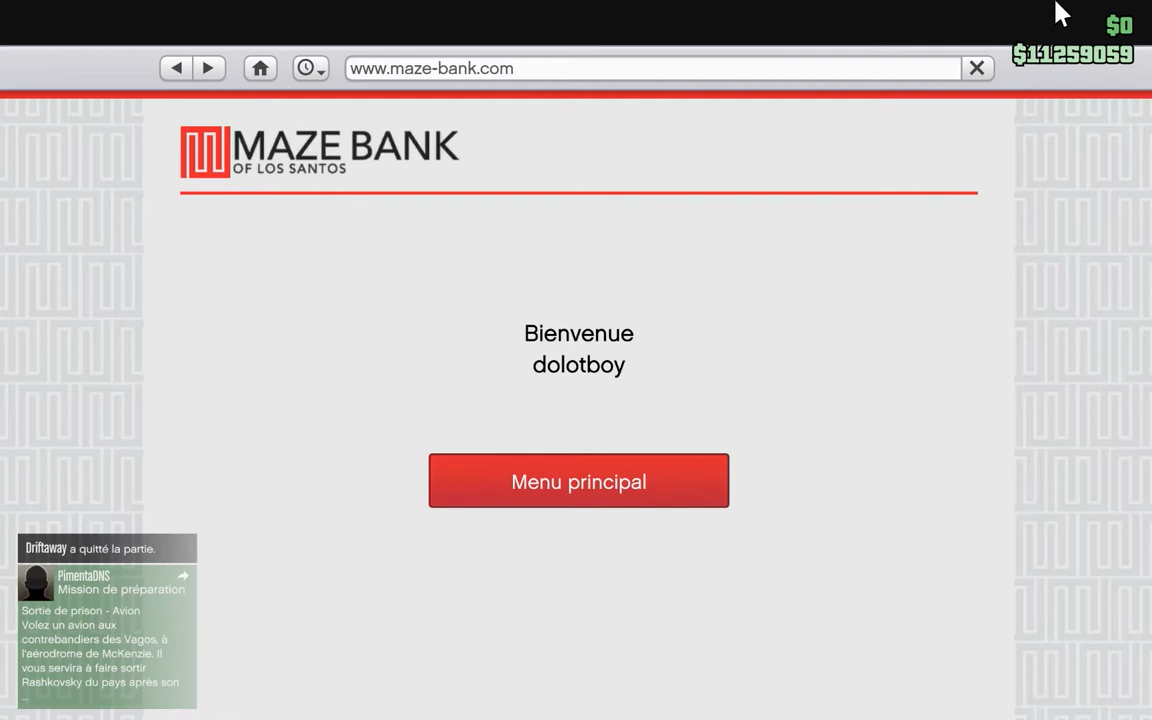 $0
$11259059
www.maze-bank.com
MAZE BANK
OF LOS SANTOS
Bienvenue
dolotboy
Menu principal
Driftaway a quitté la partie.
PimentaDNS
Mission de préparation
Sortie de prison - Avion
Volez un avion aux
contrebandiers des Vagos, à
l'aérodrome de McKenzie. Il
vous servira à faire sortir
Rashkovsky du pays après son
...